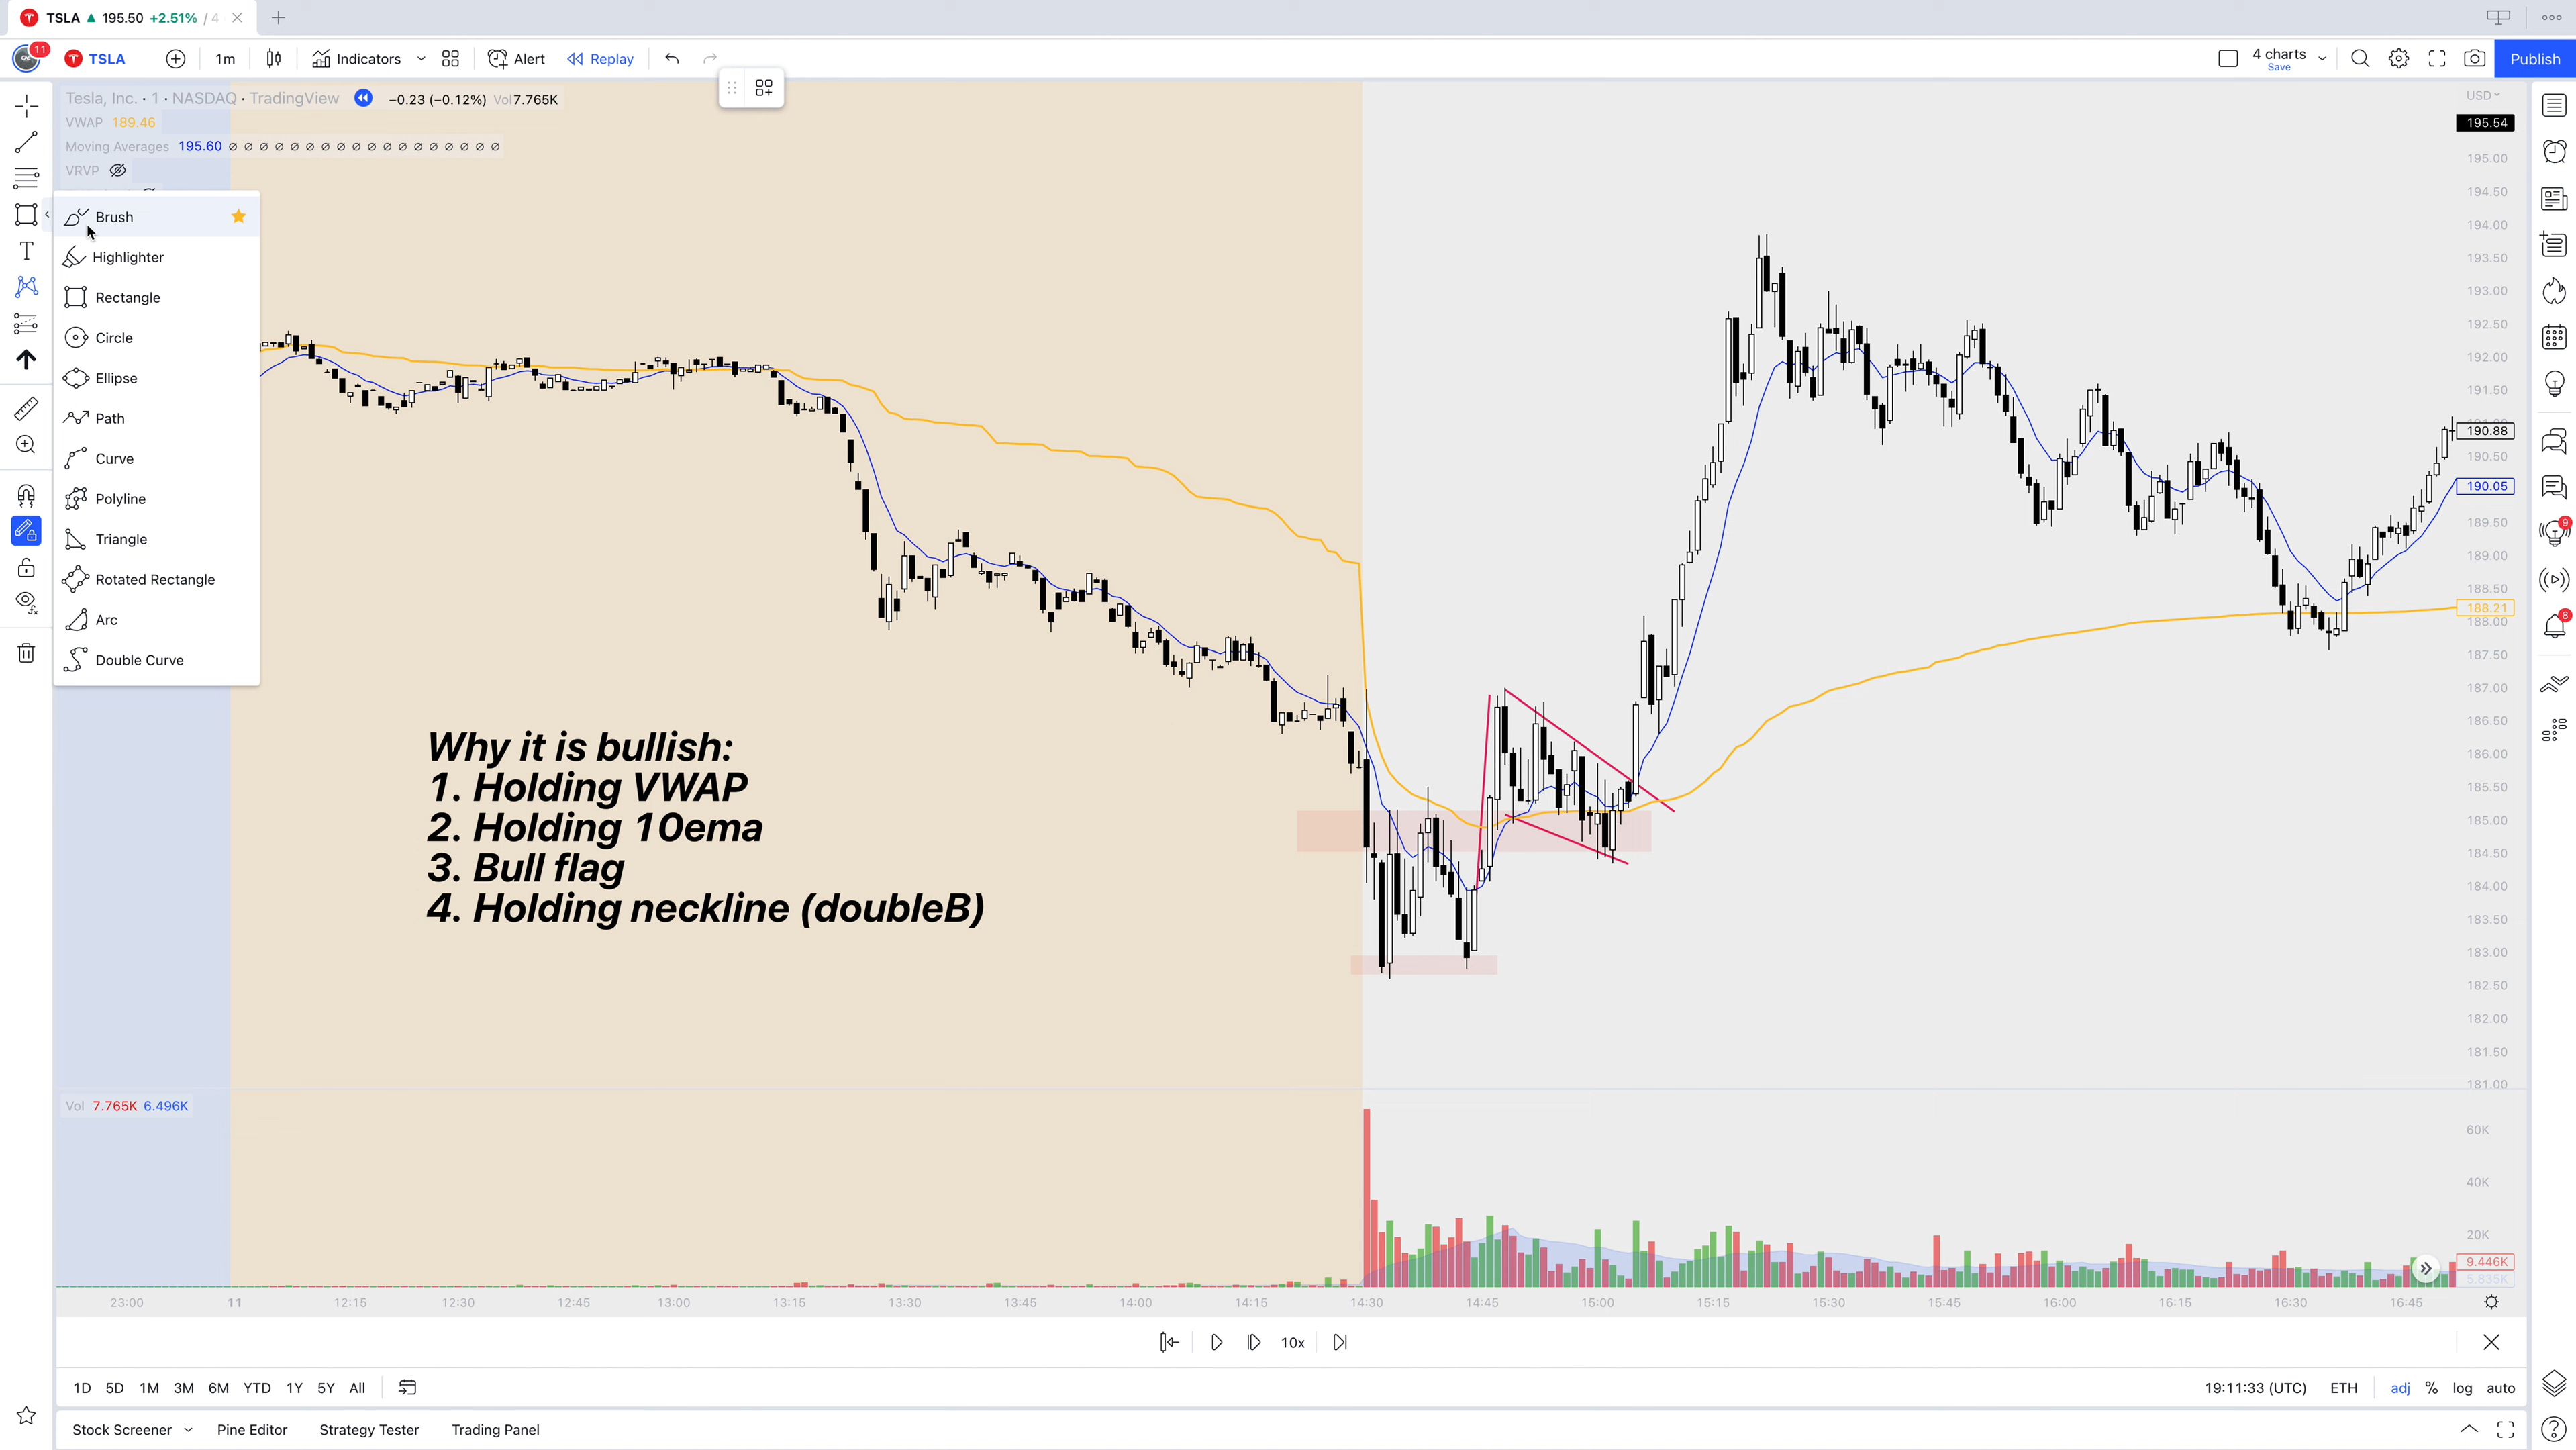 TSLA ▲ 195.50 +2.51% / 4
11
TSLA
1m
Indicators
Alert
Replay
4 charts
Save
Publish
Tesla, Inc. · 1 · NASDAQ · TradingView −0.23 (−0.12%) Vol7.765K
VWAP 189.46
Moving Averages 195.60 ∅ ∅ ∅ ∅ ∅ ∅ ∅ ∅ ∅ ∅ ∅ ∅ ∅ ∅ ∅ ∅ ∅ ∅
VRVP
Brush
Highlighter
Rectangle
Circle
Ellipse
Path
Curve
Polyline
Triangle
Rotated Rectangle
Arc
Double Curve
Why it is bullish:
1. Holding VWAP
2. Holding 10ema
3. Bull flag
4. Holding neckline (doubleB)
USD
195.54
195.00
194.50
194.00
193.50
193.00
192.50
192.00
191.50
190.88
190.50
190.05
189.50
189.00
188.50
188.21
188.00
187.50
187.00
186.50
186.00
185.50
185.00
184.50
184.00
183.50
183.00
182.50
182.00
181.50
181.00
9
8
Vol 7.765K 6.496K
60K
40K
20K
9.446K
5.835K
23:00 11 12:15 12:30 12:45 13:00 13:15 13:30 13:45 14:00 14:15 14:30 14:45 15:00 15:15 15:30 15:45 16:00 16:15 16:30 16:45
10x
1D 5D 1M 3M 6M YTD 1Y 5Y All
19:11:33 (UTC) ETH adj % log auto
Stock Screener Pine Editor Strategy Tester Trading Panel